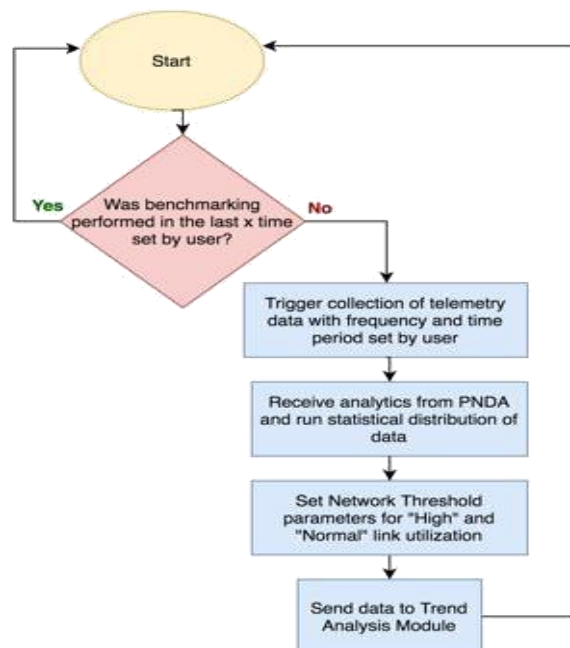 Start
Was benchmarking
performed in the last x time
set by user?
Yes
No
Trigger collection of telemetry
data with frequency and time
period set by user
Receive analytics from PNDA
and run statistical distribution of
data
Set Network Threshold
parameters for "High" and
"Normal" link utilization
Send data to Trend
Analysis Module